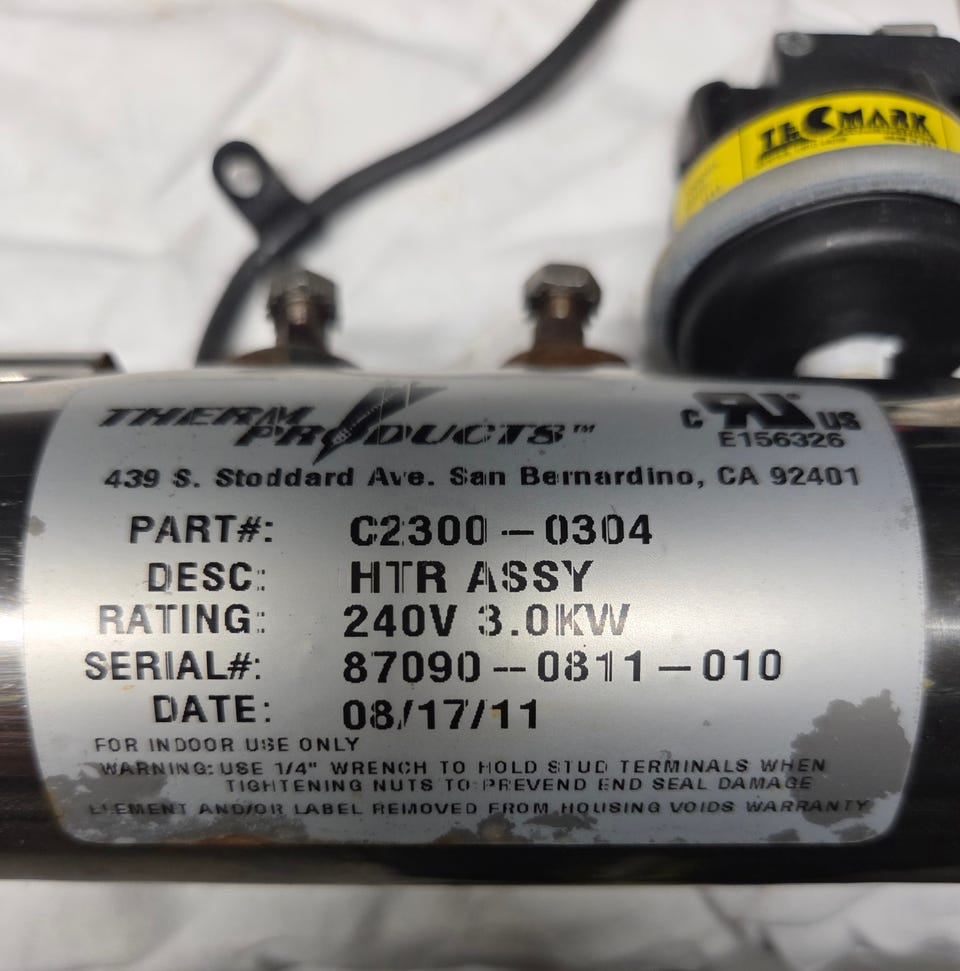 TECMARK
THERM PRODUCTS™
C RU US
E156326
439 S. Stoddard Ave. San Bernardino, CA 92401
PART#: C2300-0304
DESC: HTR ASSY
RATING: 240V 3.0KW
SERIAL#: 87090-0811-010
DATE: 08/17/11
FOR INDOOR USE ONLY
WARNING: USE 1/4" WRENCH TO HOLD STUD TERMINALS WHEN
TIGHTENING NUTS TO PREVEND END SEAL DAMAGE
ELEMENT AND/OR LABEL REMOVED FROM HOUSING VOIDS WARRANTY